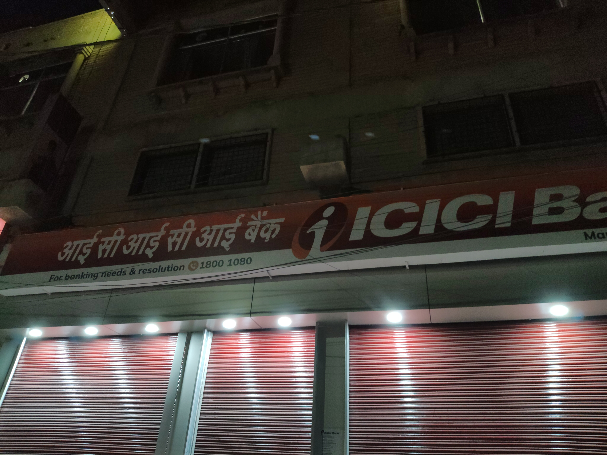 आई सी आई सी आई बैंक
ICICI Ba
For banking needs & resolution 1800 1080